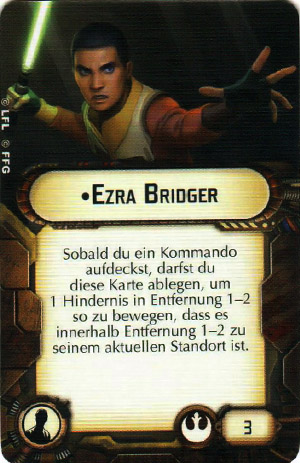 © LFL © FFG
•Ezra Bridger
Sobald du ein Kommando
aufdeckst, darfst du
diese Karte ablegen, um
1 Hindernis in Entfernung 1–2
so zu bewegen, dass es
innerhalb Entfernung 1–2 zu
seinem aktuellen Standort ist.
3